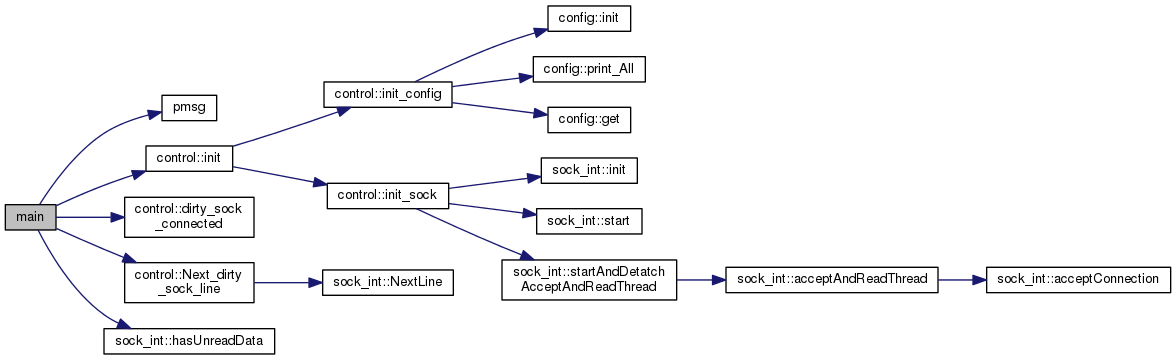 config::init
config::print_All
control::init_config
pmsg
config::get
control::init
sock_int::init
control::init_sock
main
control::dirty_sock
_connected
sock_int::start
control::Next_dirty
_sock_line
sock_int::NextLine
sock_int::startAndDetatch
AcceptAndReadThread
sock_int::acceptAndReadThread
sock_int::acceptConnection
sock_int::hasUnreadData